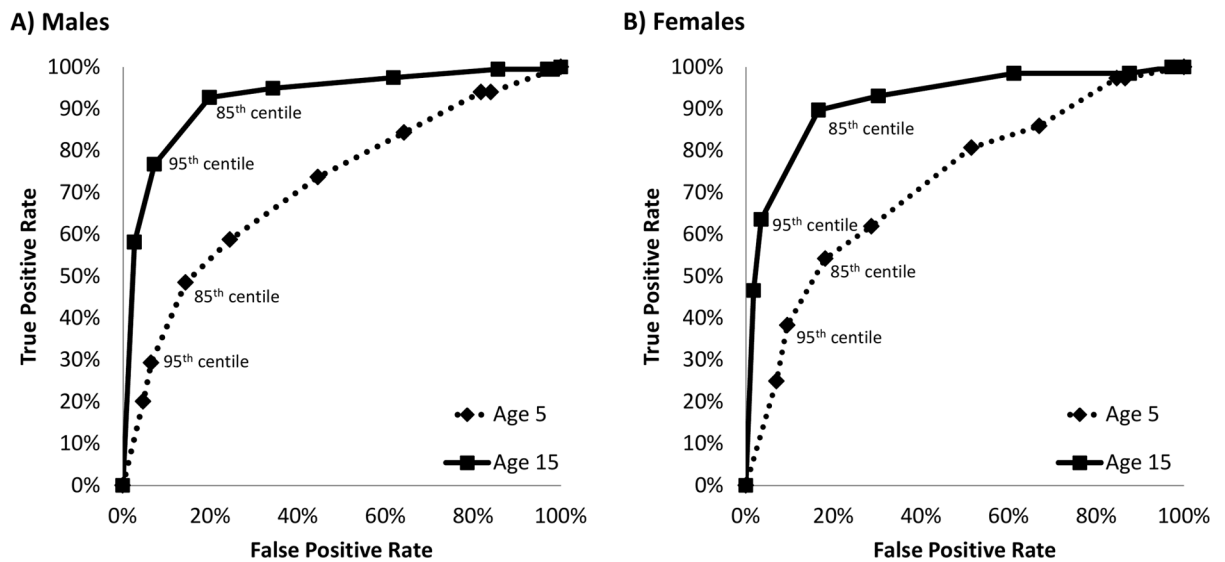 A) Males
100%
90%
80%
70%
60%
50%
40%
30%
20%
10%
0%
True Positive Rate
85th centile
95th centile
85th centile
95th centile
Age 5
Age 15
0% 20% 40% 60% 80% 100%
False Positive Rate
B) Females
100%
90%
80%
70%
60%
50%
40%
30%
20%
10%
0%
True Positive Rate
85th centile
95th centile
85th centile
95th centile
Age 5
Age 15
0% 20% 40% 60% 80% 100%
False Positive Rate